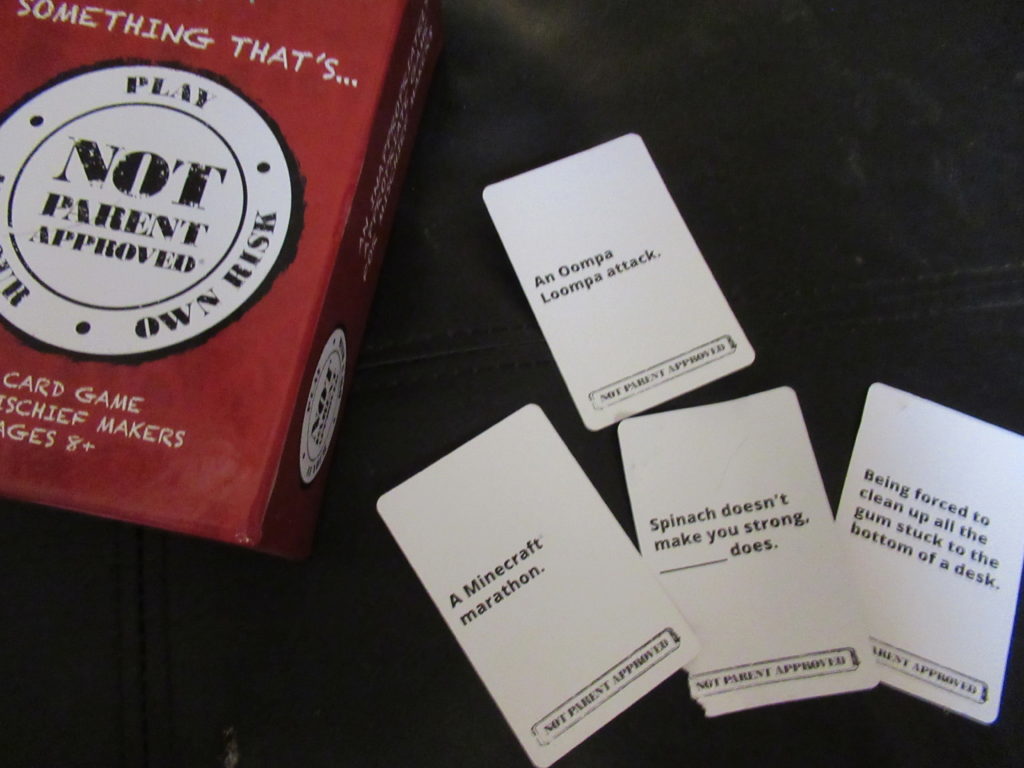 SOMETHING THAT'S...
PLAY
NOT
PARENT
APPROVED
OWN RISK
CARD GAME
ISCHIEF MAKERS
AGES 8+
An Oompa
Loompa attack.
NOT PARENT APPROVED
A Minecraft
marathon.
NOT PARENT APPROVED
Spinach doesn't
make you strong,
______ does.
NOT PARENT APPROVED
Being forced to
clean up all the
gum stuck to the
bottom of a desk.
PARENT APPROVED